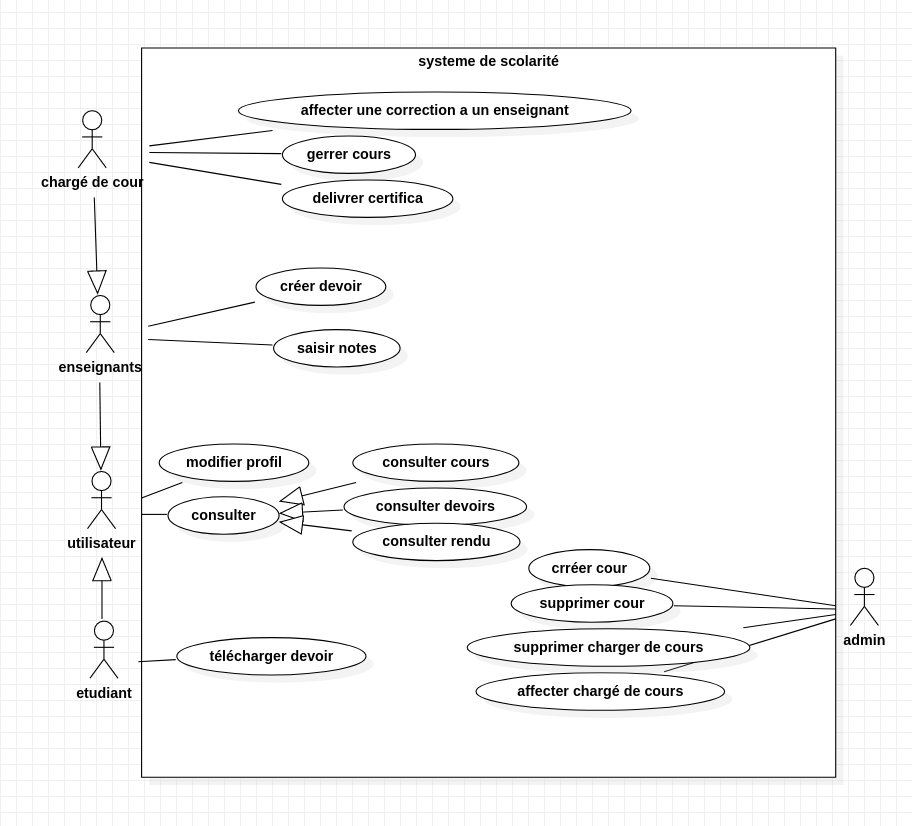 systeme de scolarité
affecter une correction a un enseignant
gerrer cours
chargé de cour
delivrer certifica
créer devoir
saisir notes
enseignants
modifier profil
consulter cours
consulter devoirs
consulter
utilisateur
consulter rendu
crréer cour
supprimer cour
admin
supprimer charger de cours
télécharger devoir
etudiant
affecter chargé de cours